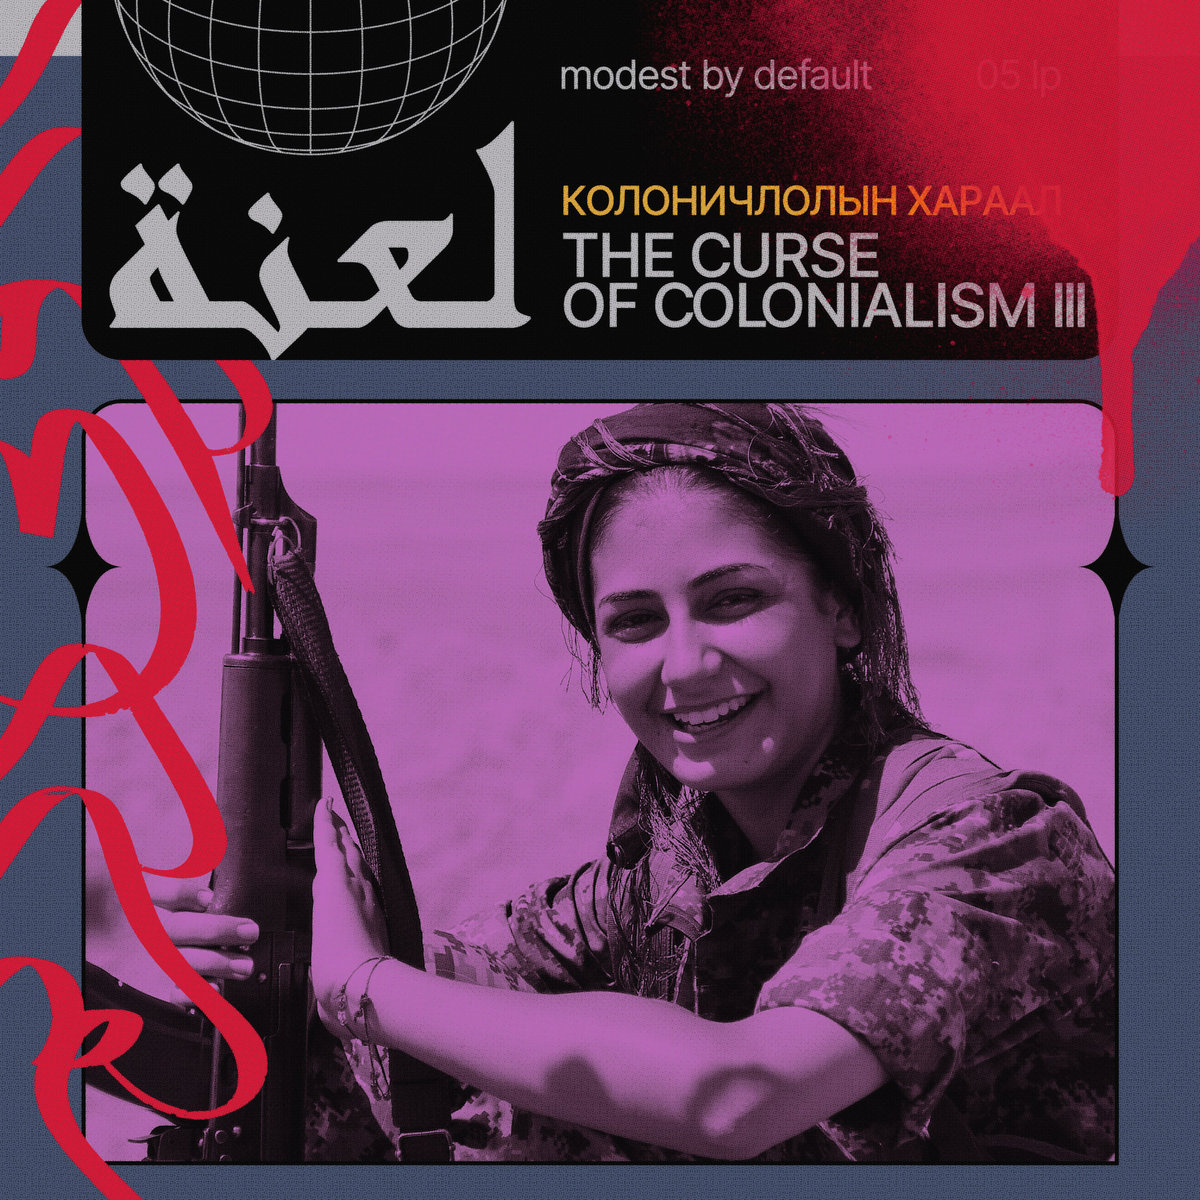 modest by default 05 lp
لعنة
КОЛОНИЧЛОЛЫН ХАРААЛ
THE CURSE
OF COLONIALISM III